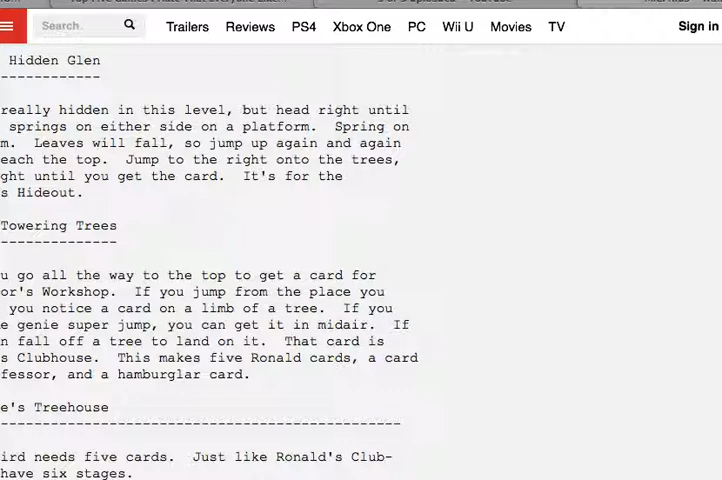 Search.
Trailers Reviews PS4 Xbox One PC Wii U Movies TV Sign in
Hidden Glen
------------
really hidden in this level, but head right until
springs on either side on a platform. Spring on
m. Leaves will fall, so jump up again and again
each the top. Jump to the right onto the trees,
ght until you get the card. It's for the
s Hideout.
Towering Trees
--------------
u go all the way to the top to get a card for
or's Workshop. If you jump from the place you
you notice a card on a limb of a tree. If you
e genie super jump, you can get it in midair. If
n fall off a tree to land on it. That card is
s Clubhouse. This makes five Ronald cards, a card
fessor, and a hamburglar card.
e's Treehouse
-------------------------------------------------
ird needs five cards. Just like Ronald's Club-
have six stages.